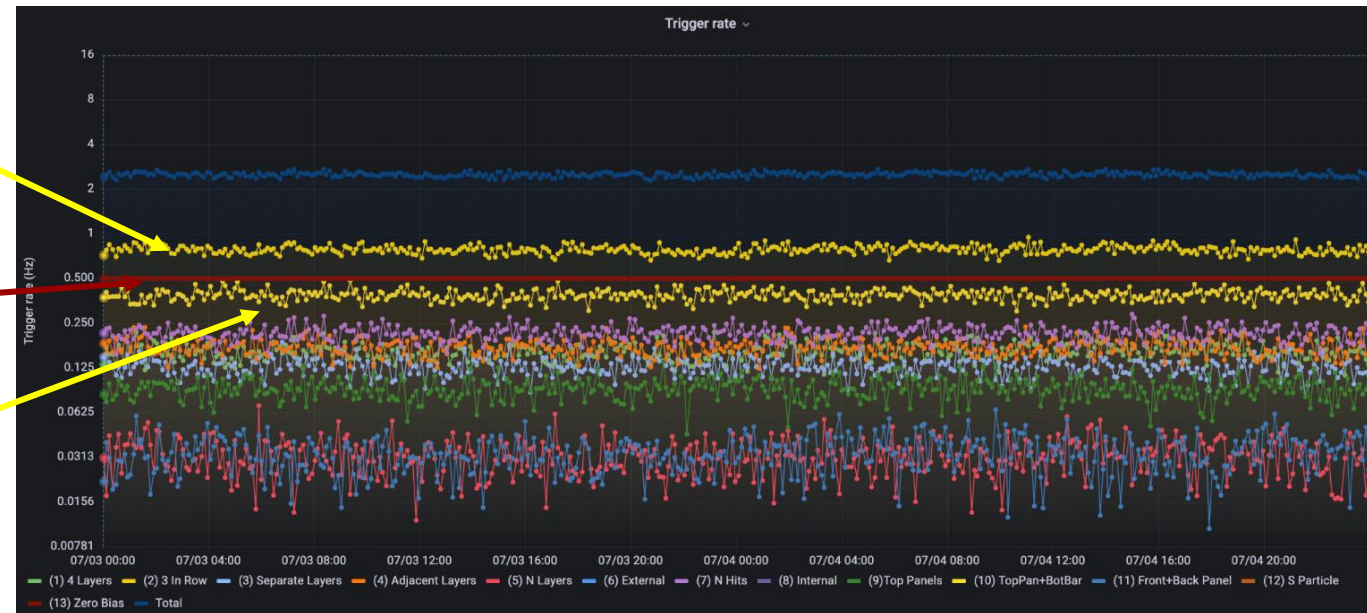 Trigger rate
16
8
4
2
1
0.500
0.250
0.125
0.0625
0.0313
0.0156
0.00781
Trigger rate (Hz)
07/03 00:00 07/03 04:00 07/03 08:00 07/03 12:00 07/03 16:00 07/03 20:00 07/04 00:00 07/04 04:00 07/04 08:00 07/04 12:00 07/04 16:00 07/04 20:00
(1) 4 Layers (2) 3 In Row (3) Separate Layers (4) Adjacent Layers (5) N Layers (6) External (7) N Hits (8) Internal (9)Top Panels (10) TopPan+BotBar (11) Front+Back Panel (12) S Particle
(13) Zero Bias Total